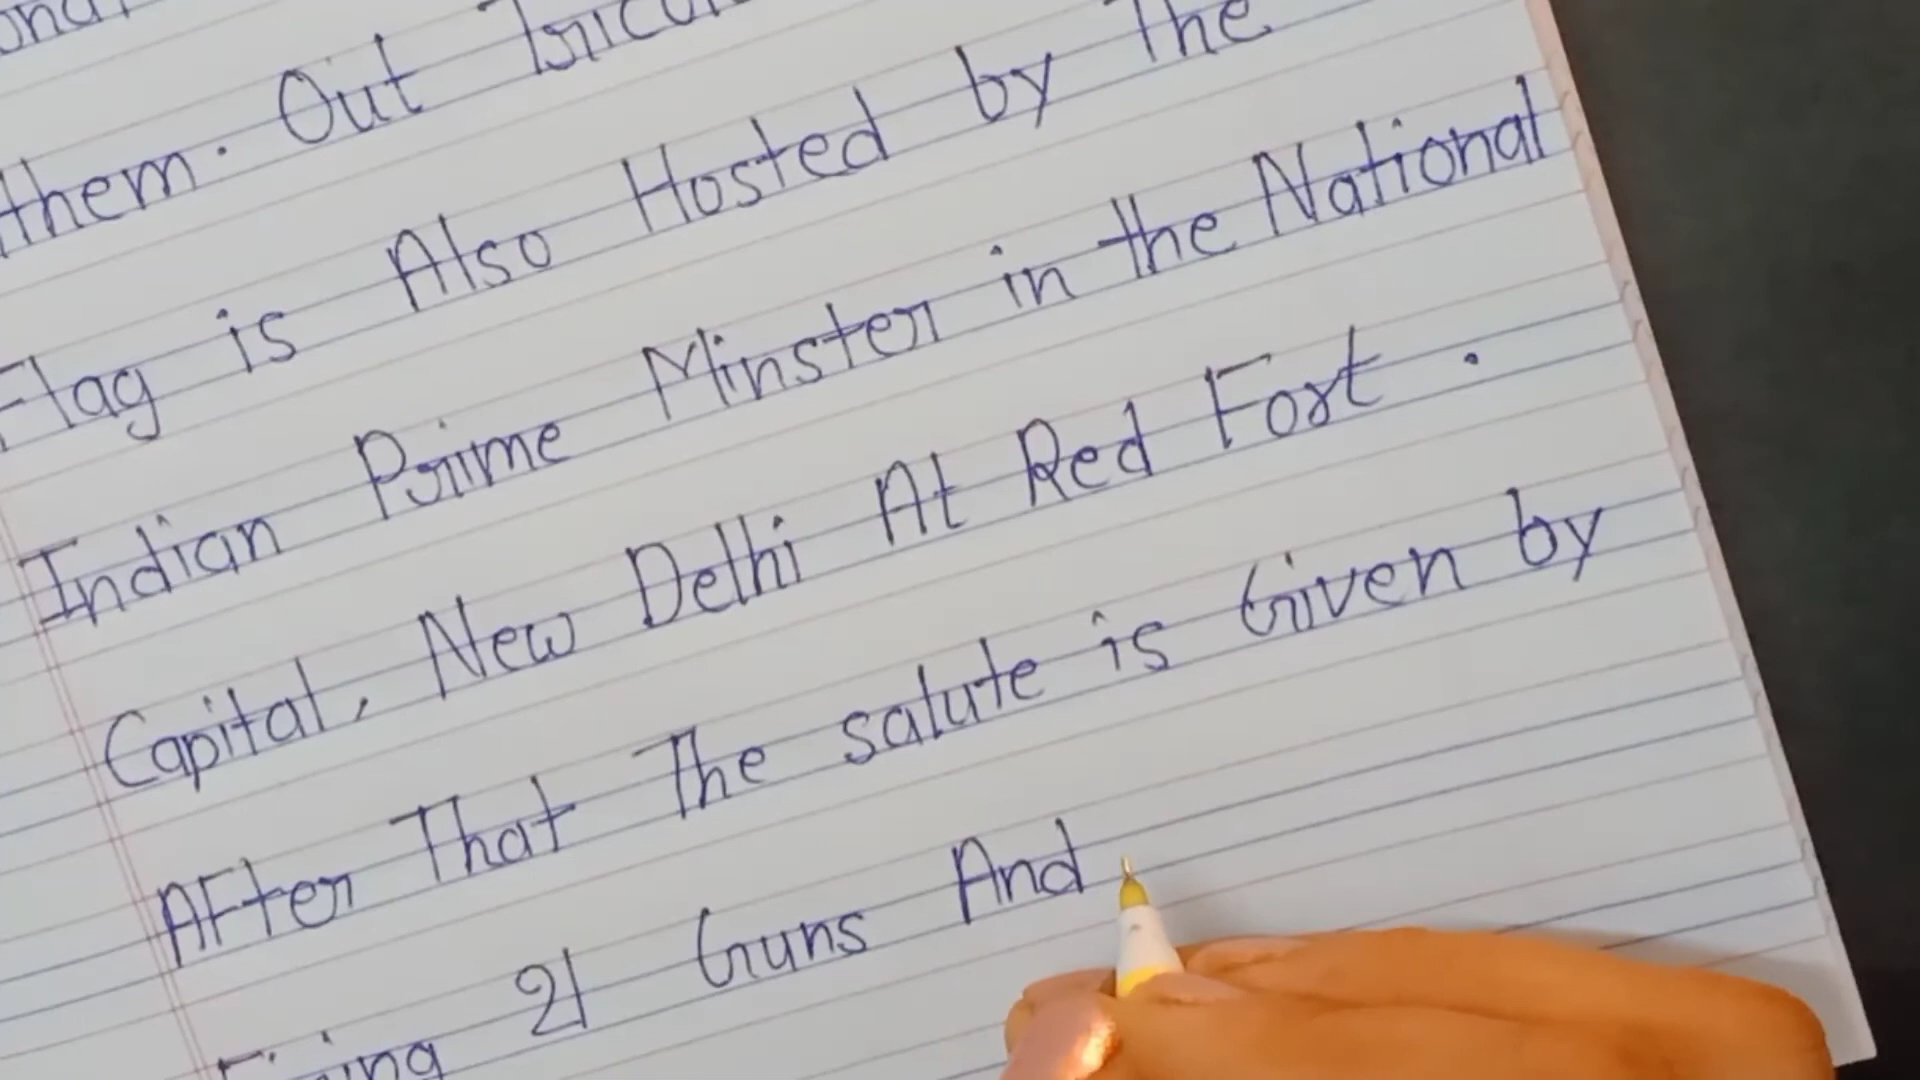 them. Out
Flag is Also Hosted by The
Indian Prime Minster in the National
Capital, New Delhi At Red Fort.
AFter That The salute is Given by
Firing 21 Guns And